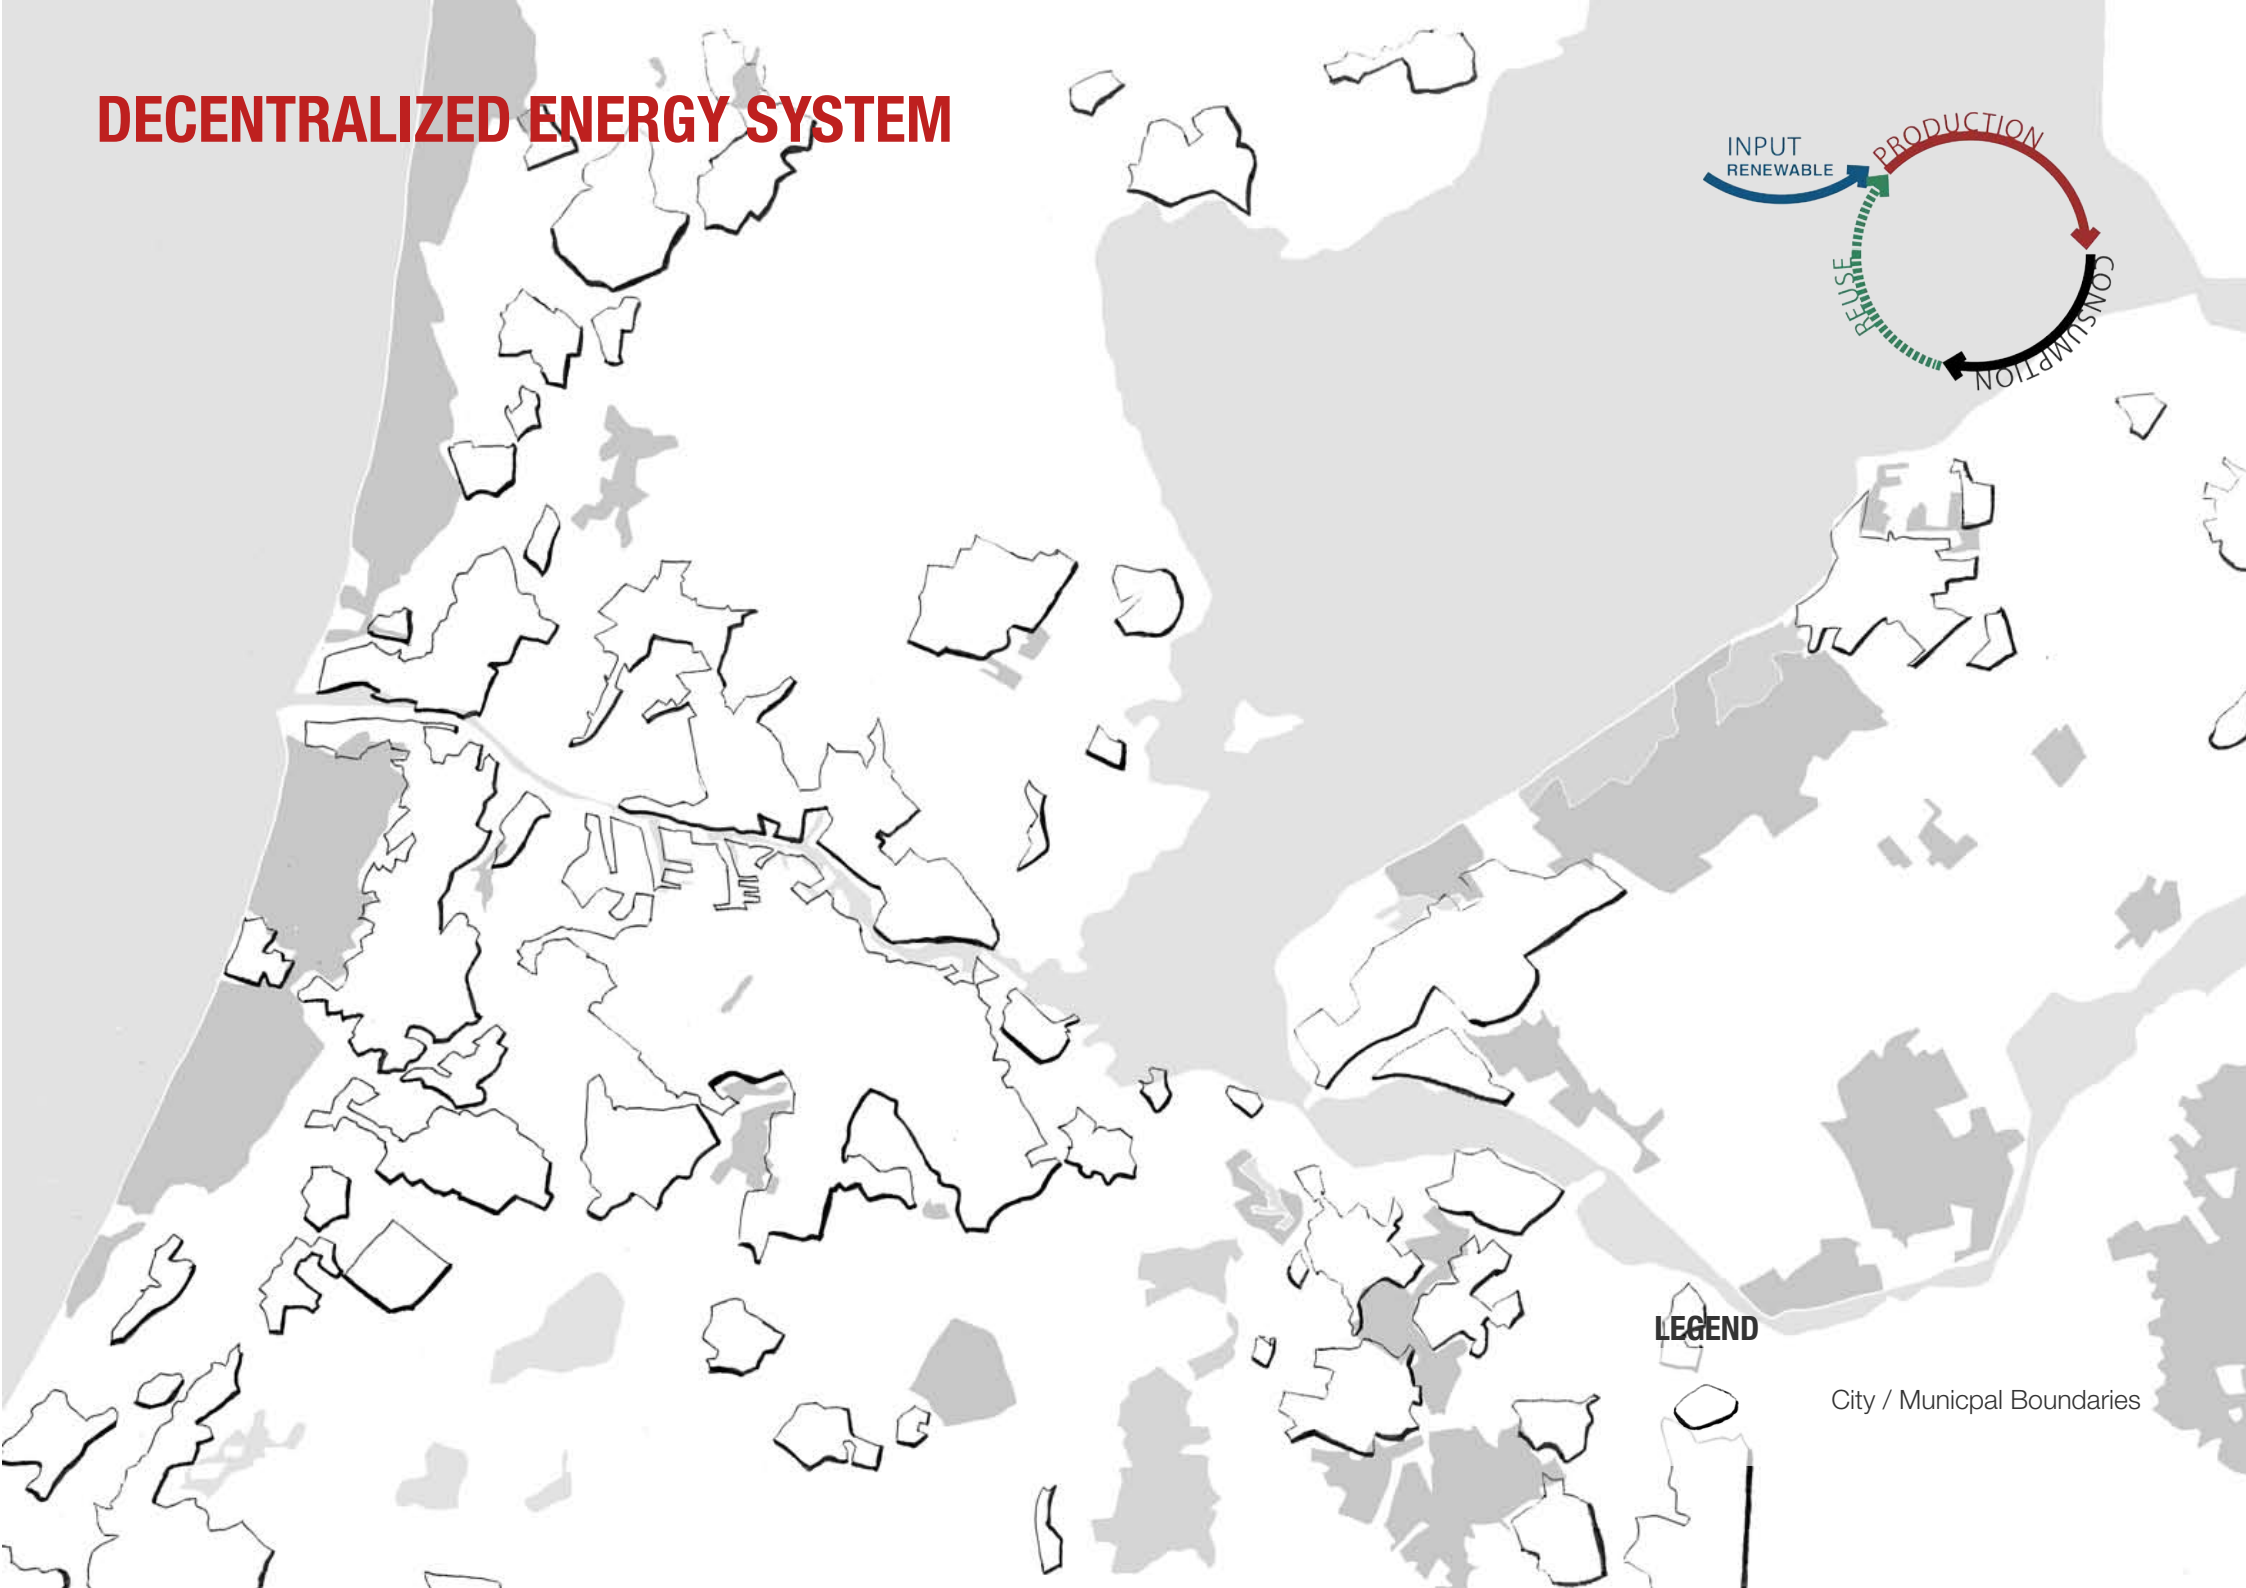 DECENTRALIZED ENERGY SYSTEM
INPUT
RENEWABLE
PRODUCTION
CONSUMPTION
REUSE
LEGEND
City / Municpal Boundaries